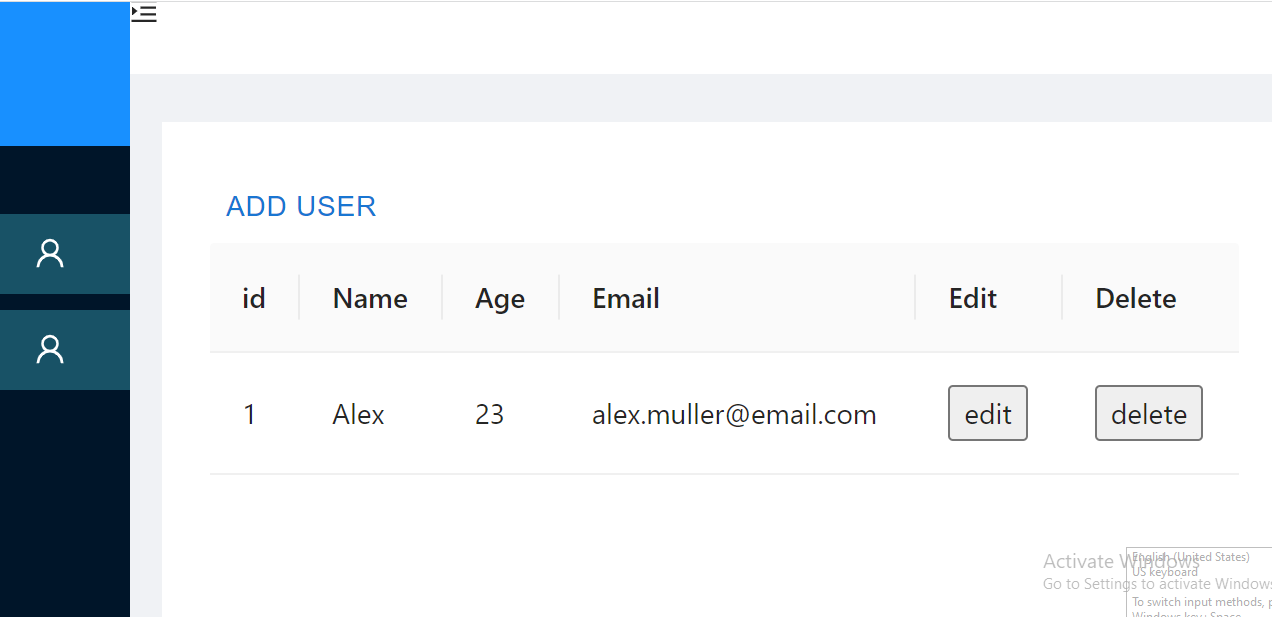 ADD USER
id Name Age Email Edit Delete
1 Alex 23 alex.muller@email.com edit delete
Activate Windows
Go to Settings to activate Windows
English (United States)
US keyboard
To switch input methods, p
Windows key+Space